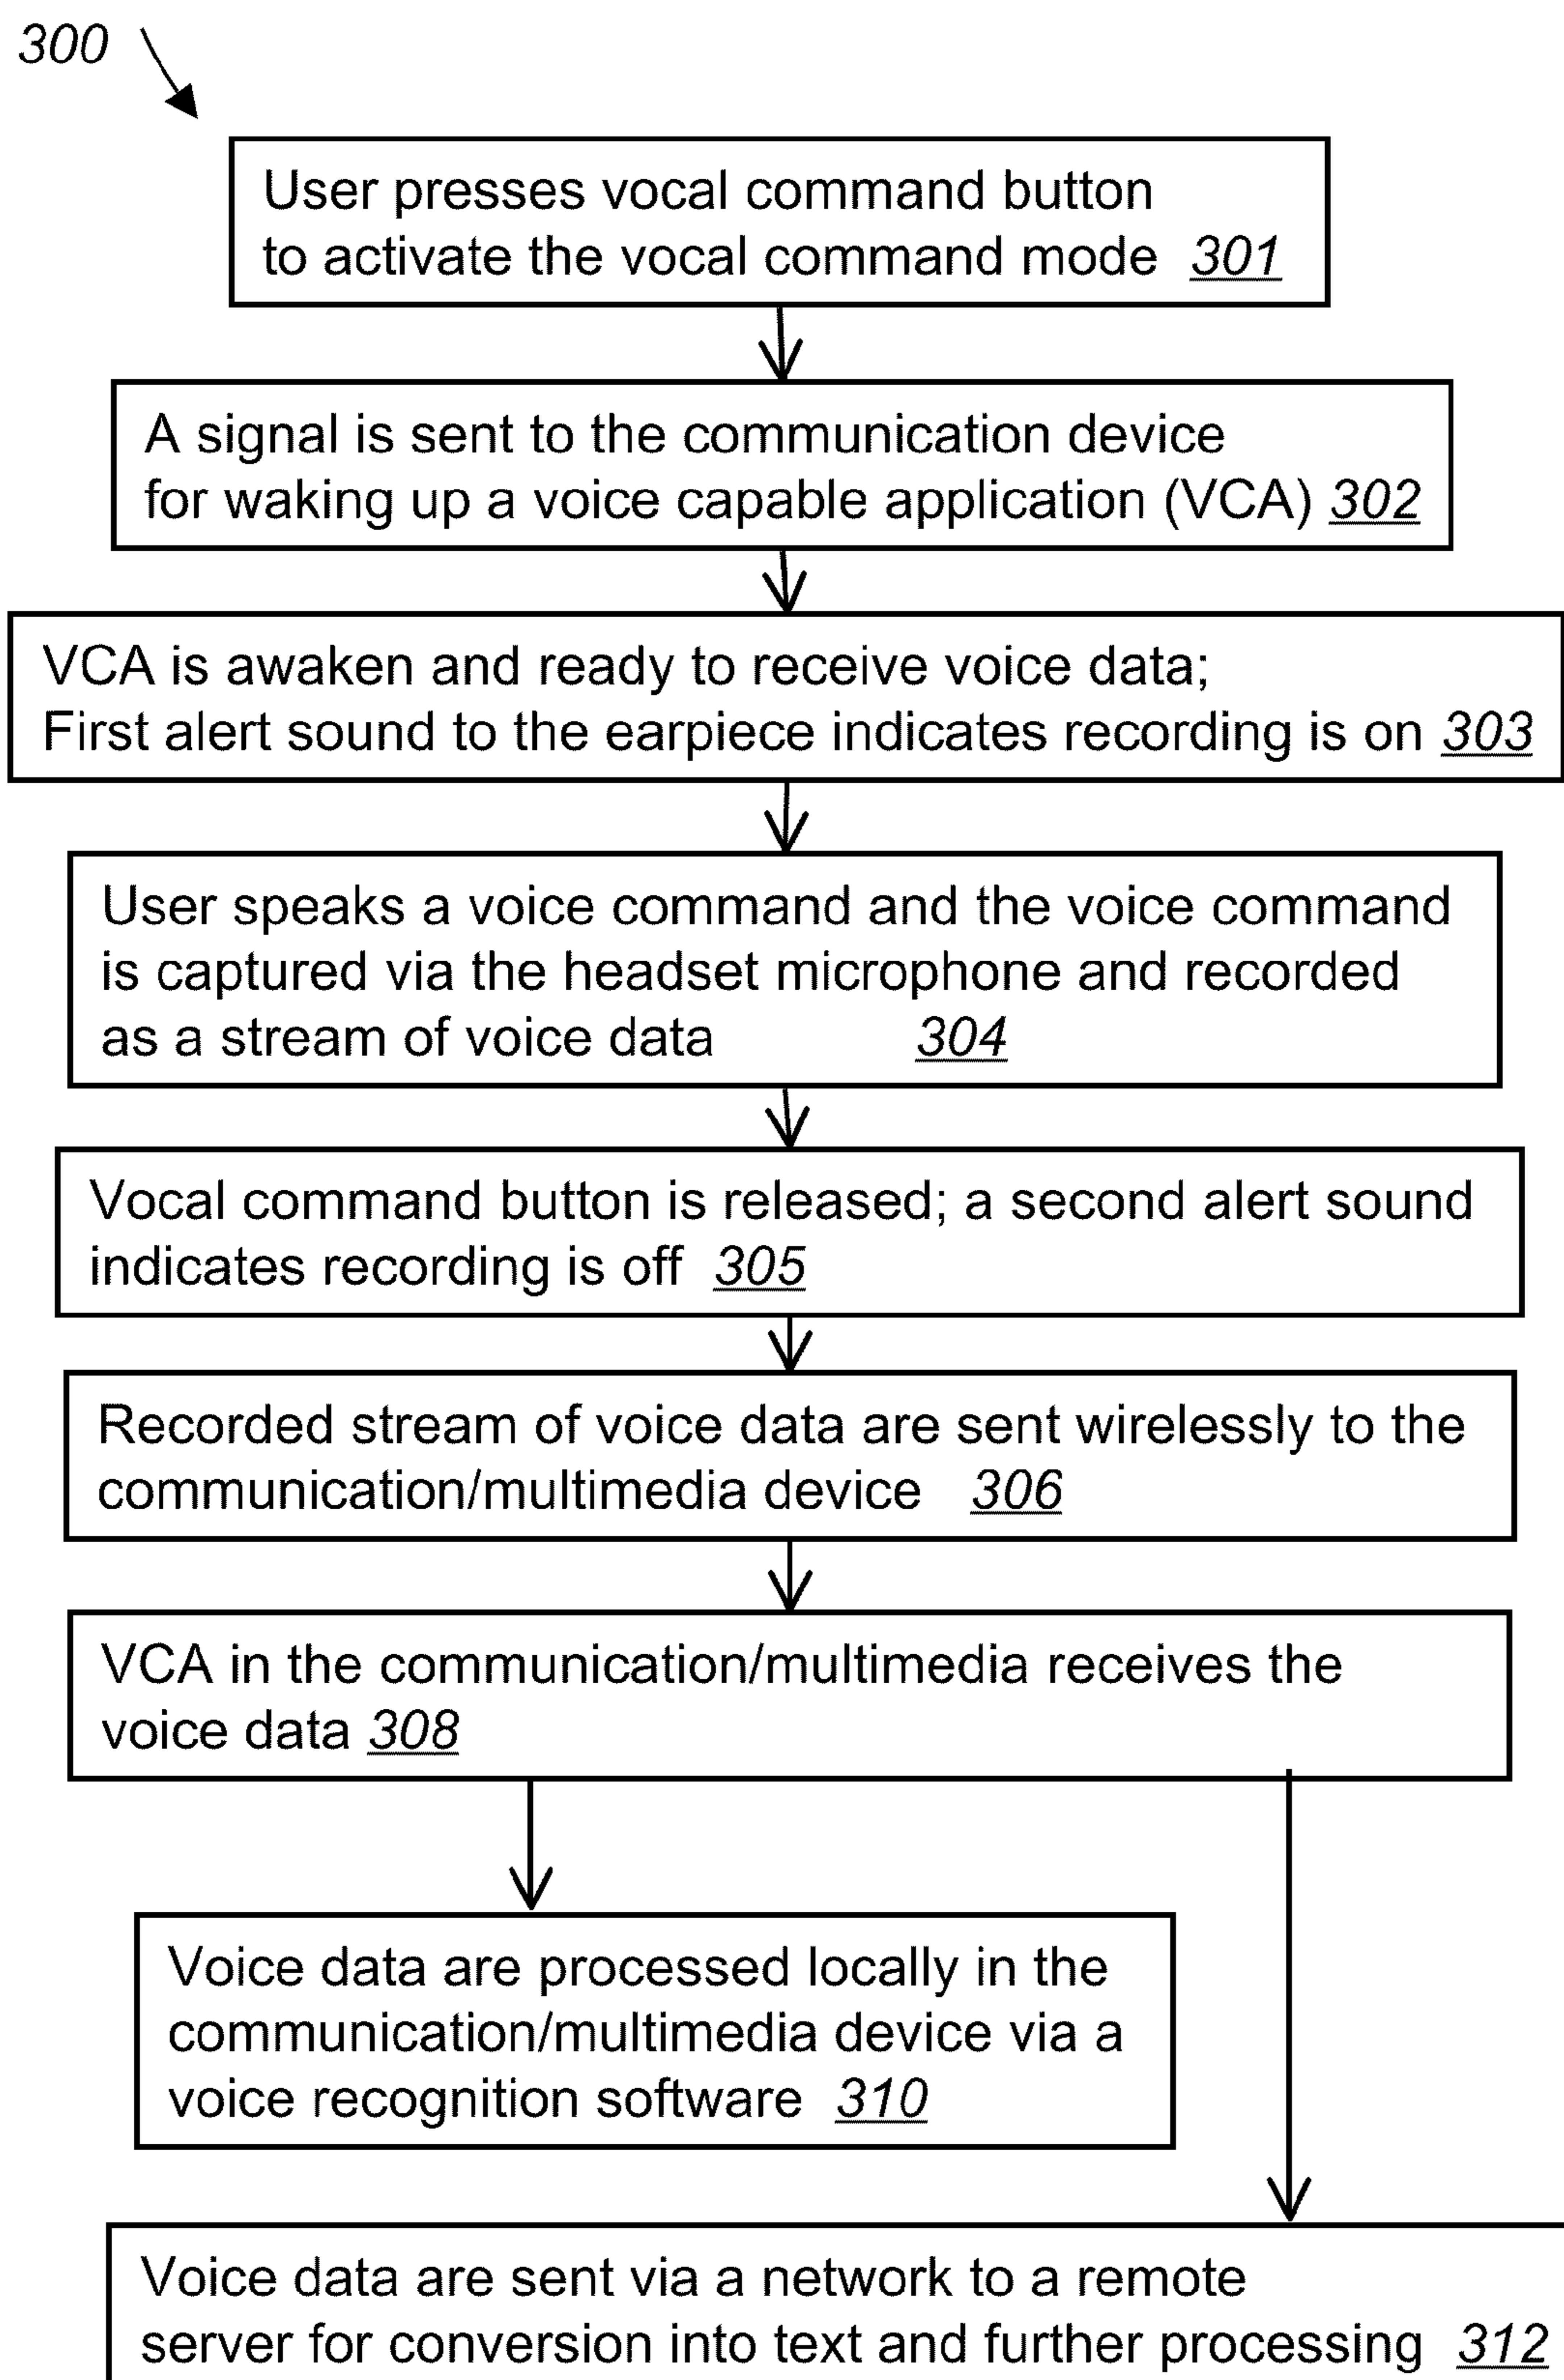 300
User presses vocal command button
to activate the vocal command mode 301
A signal is sent to the communication device
for waking up a voice capable application (VCA) 302
VCA is awaken and ready to receive voice data;
First alert sound to the earpiece indicates recording is on 303
User speaks a voice command and the voice command
is captured via the headset microphone and recorded
as a stream of voice data 304
Vocal command button is released; a second alert sound
indicates recording is off 305
Recorded stream of voice data are sent wirelessly to the
communication/multimedia device 306
VCA in the communication/multimedia receives the
voice data 308
Voice data are processed locally in the
communication/multimedia device via a
voice recognition software 310
Voice data are sent via a network to a remote
server for conversion into text and further processing 312